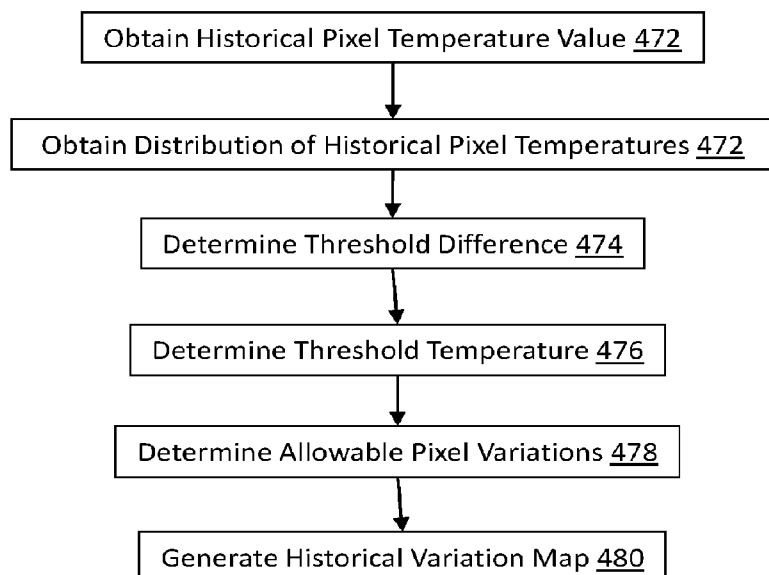 Obtain Historical Pixel Temperature Value 472
Obtain Distribution of Historical Pixel Temperatures 472
Determine Threshold Difference 474
Determine Threshold Temperature 476
Determine Allowable Pixel Variations 478
Generate Historical Variation Map 480